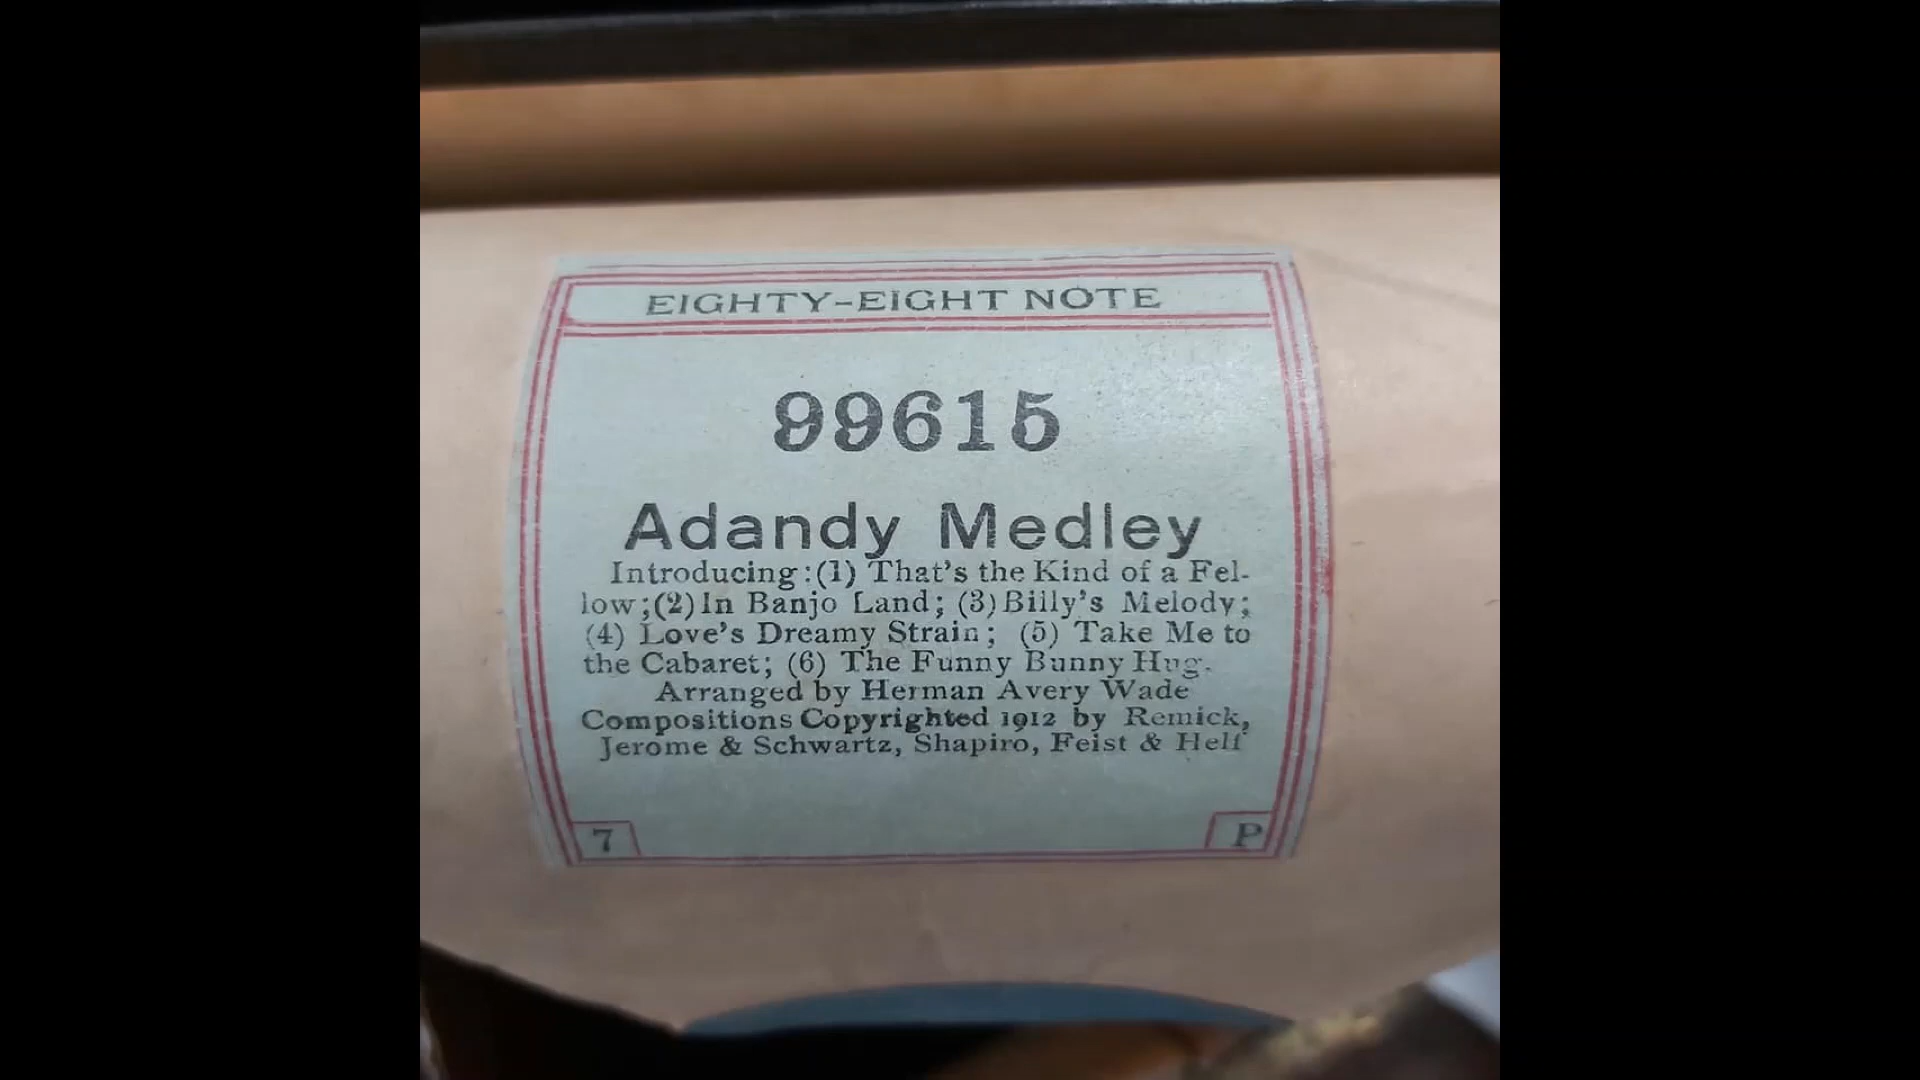 EIGHTY-EIGHT NOTE
99615
Adandy Medley
Introducing:(1) That's the Kind of a Fel-
low;(2)In Banjo Land; (3)Billy's Melody;
(4) Love's Dreamy Strain; (5) Take Me to
the Cabaret; (6) The Funny Bunny Hug.
Arranged by Herman Avery Wade
Compositions Copyrighted 1912 by Remick,
Jerome & Schwartz, Shapiro, Feist & Helf
7
P